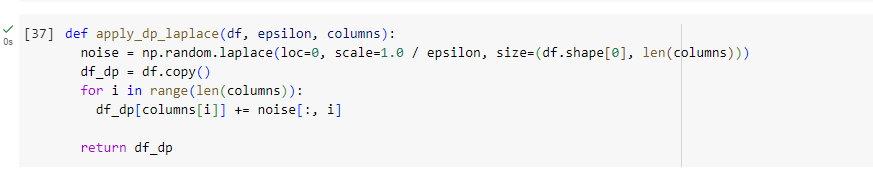 [37] def apply_dp_laplace(df, epsilon, columns):
0s
noise = np.random.laplace(loc=0, scale=1.0 / epsilon, size=(df.shape[0], len(columns)))
df_dp = df.copy()
for i in range(len(columns)):
df_dp[columns[i]] += noise[:, i]
return df_dp